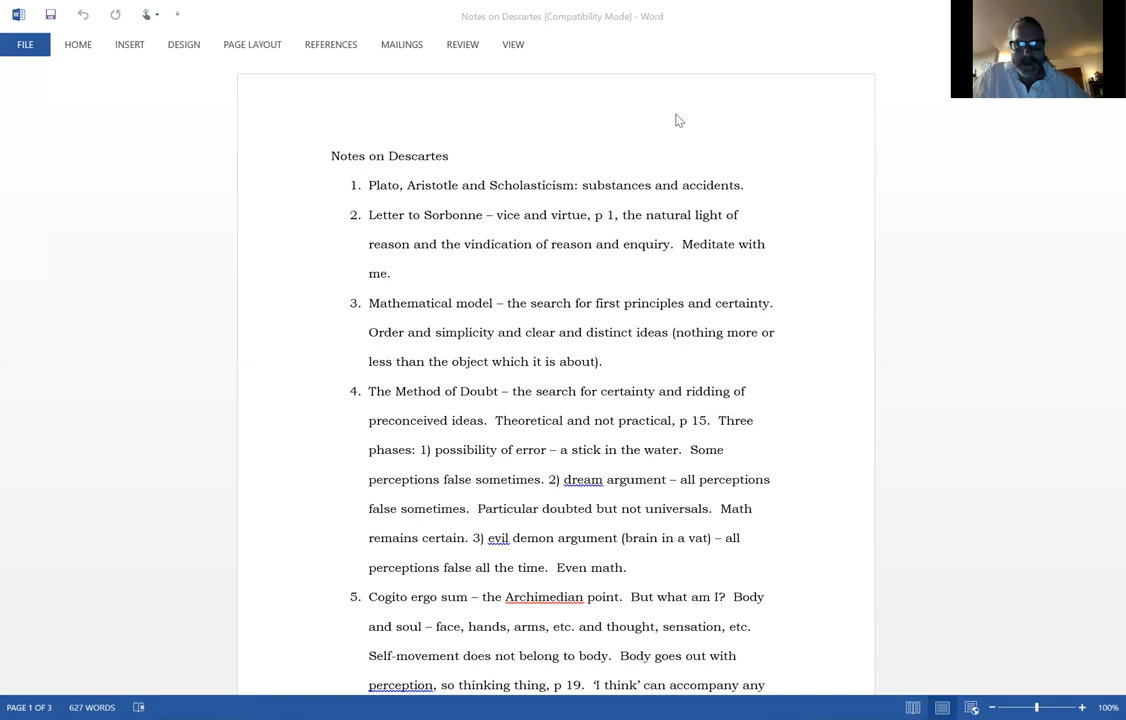 Notes on Descartes [Compatibility Mode] - Word
FILE HOME INSERT DESIGN PAGE LAYOUT REFERENCES MAILINGS REVIEW VIEW
Notes on Descartes
1. Plato, Aristotle and Scholasticism: substances and accidents.
2. Letter to Sorbonne – vice and virtue, p 1, the natural light of
reason and the vindication of reason and enquiry.  Meditate with
me.
3. Mathematical model – the search for first principles and certainty.
Order and simplicity and clear and distinct ideas (nothing more or
less than the object which it is about).
4. The Method of Doubt – the search for certainty and ridding of
preconceived ideas.  Theoretical and not practical, p 15.  Three
phases: 1) possibility of error – a stick in the water.  Some
perceptions false sometimes. 2) dream argument – all perceptions
false sometimes.  Particular doubted but not universals.  Math
remains certain. 3) evil demon argument (brain in a vat) – all
perceptions false all the time.  Even math.
5. Cogito ergo sum – the Archimedian point.  But what am I?  Body
and soul – face, hands, arms, etc. and thought, sensation, etc.
Self-movement does not belong to body.  Body goes out with
perception, so thinking thing, p 19.  ‘I think’ can accompany any
PAGE 1 OF 3 627 WORDS 100%